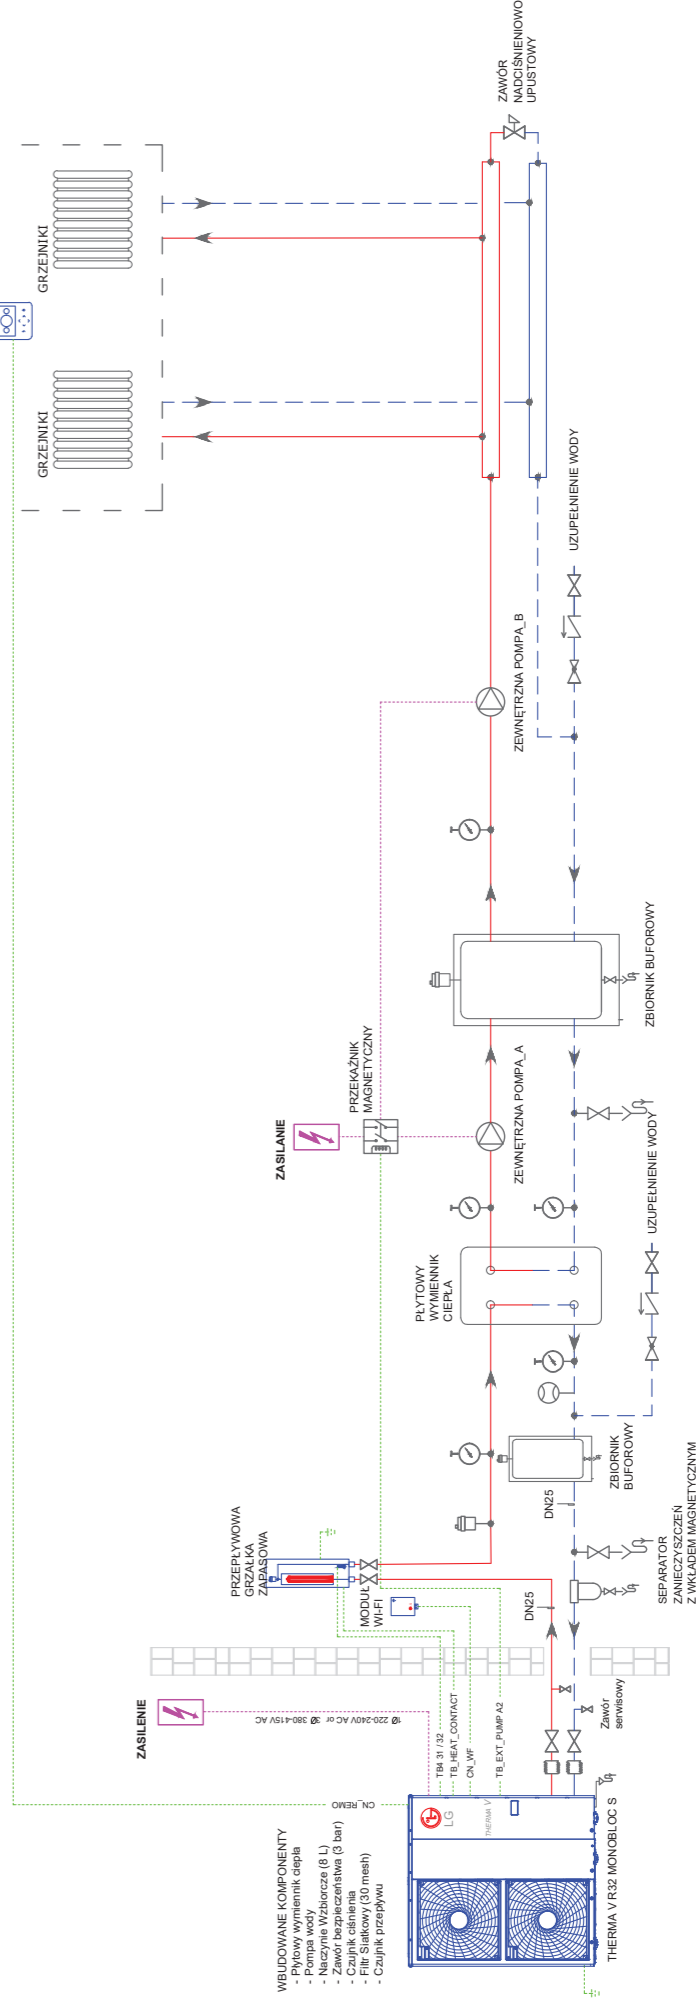 ZAWÓR
NADCIŚNIENIOWO
UPUSTOWY
GRZEJNIKI
GRZEJNIKI
UZUPEŁNIENIE WODY
ZEWNĘTRZNA POMPA_B
ZBIORNIK BUFOROWY
PRZEKAŹNIK
MAGNETYCZNY
ZASILANIE
ZEWNĘTRZNA POMPA_A
UZUPEŁNIENIE WODY
PŁYTOWY
WYMIENNIK
CIEPŁA
ZBIORNIK
BUFOROWY
DN25
PRZEPŁYWOWA
GRZAŁKA
ZAPASOWA
MODUŁ
WI-FI
DN25
SEPARATOR
ZANIECZYSZCZEŃ
Z WKŁADEM MAGNETYCZNYM
ZASILENIE
1Ø 220-240V AC or 3Ø 380-415V AC
TB4 31 / 32
TB_HEAT_CONTACT
CN_WF
TB_EXT_PUMP A2
Zawór
serwisowy
CN_REMO
LG
THERMA V
THERMA V R32 MONOBLOC S
WBUDOWANE KOMPONENTY
- Płytowy wymiennik ciepła
- Pompa wody
- Naczynie Wzbiorcze (8 L)
- Zawór bezpieczeństwa (3 bar)
- Czujnik ciśnienia
- Filtr Siatkowy (30 mesh)
- Czujnik przepływu